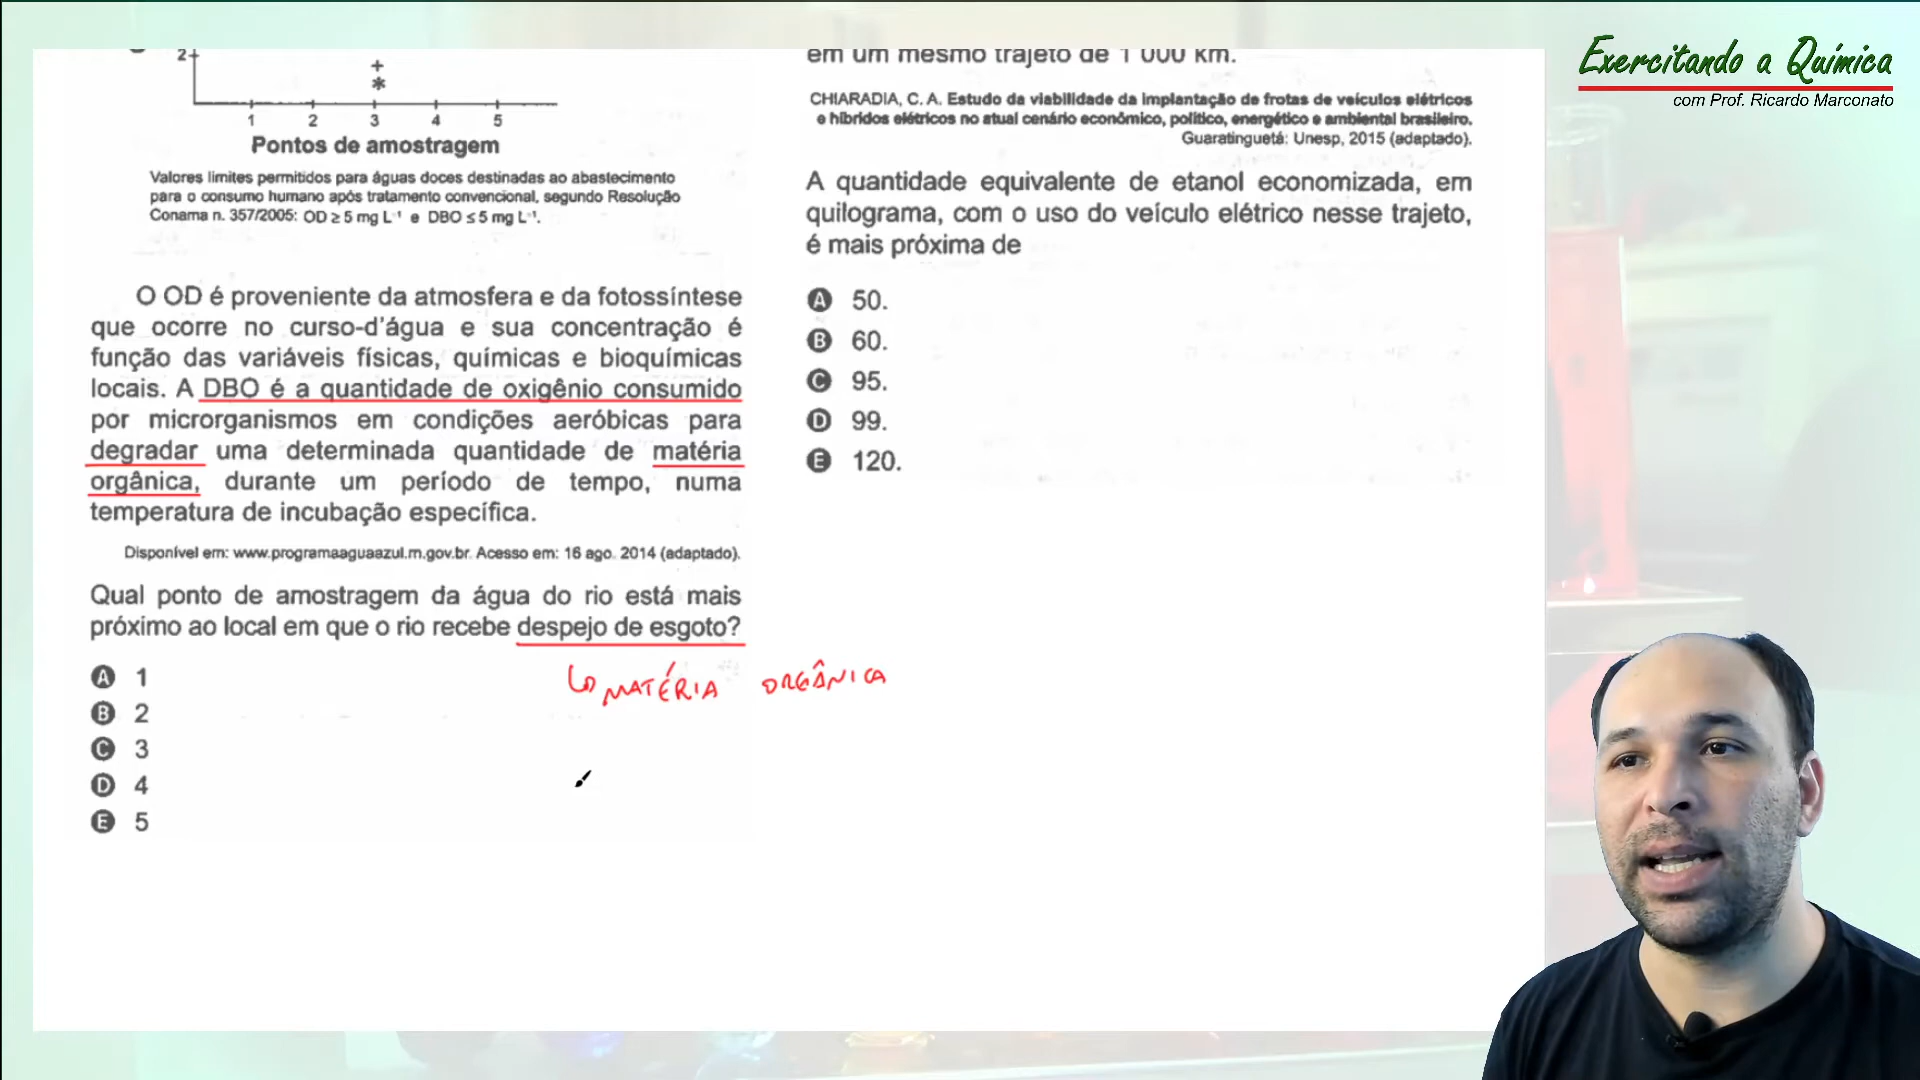 Exercitando a Química
com Prof. Ricardo Marconato
2
+
*
1 2 3 4 5
Pontos de amostragem
Valores limites permitidos para águas doces destinadas ao abastecimento
para o consumo humano após tratamento convencional, segundo Resolução
Conama n. 357/2005: OD ≥ 5 mg L⁻¹ e DBO ≤ 5 mg L⁻¹.
O OD é proveniente da atmosfera e da fotossíntese
que ocorre no curso-d'água e sua concentração é
função das variáveis físicas, químicas e bioquímicas
locais. A DBO é a quantidade de oxigênio consumido
por microrganismos em condições aeróbicas para
degradar uma determinada quantidade de matéria
orgânica, durante um período de tempo, numa
temperatura de incubação específica.
Disponível em: www.programaaguaazul.rn.gov.br. Acesso em: 16 ago. 2014 (adaptado).
Qual ponto de amostragem da água do rio está mais
próximo ao local em que o rio recebe despejo de esgoto?
MATÉRIA ORGÂNICA
A 1
B 2
C 3
D 4
E 5
em um mesmo trajeto de 1 000 km.
CHIARADIA, C. A. Estudo da viabilidade da implantação de frotas de veículos elétricos
e híbridos elétricos no atual cenário econômico, político, energético e ambiental brasileiro.
Guaratinguetá: Unesp, 2015 (adaptado).
A quantidade equivalente de etanol economizada, em
quilograma, com o uso do veículo elétrico nesse trajeto,
é mais próxima de
A 50.
B 60.
C 95.
D 99.
E 120.